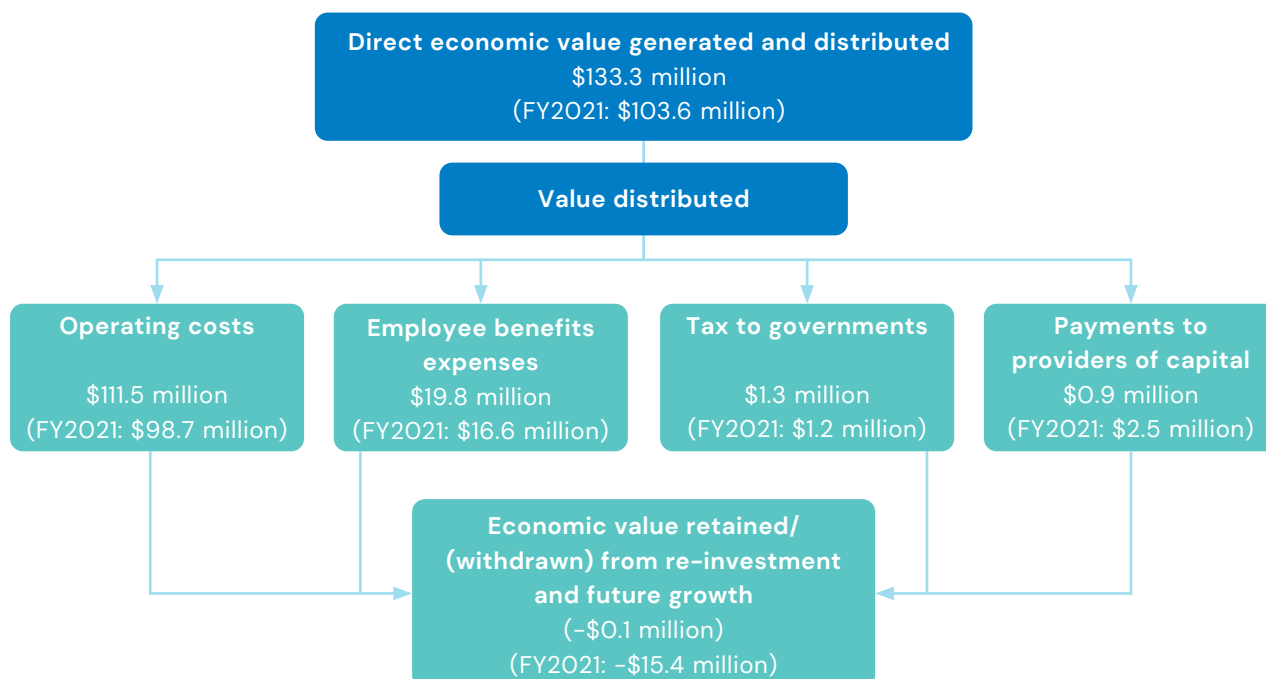 Direct economic value generated and distributed
$133.3 million
(FY2021: $103.6 million)
Value distributed
Operating costs
$111.5 million
(FY2021: $98.7 million)
Employee benefits
expenses
$19.8 million
(FY2021: $16.6 million)
Tax to governments
$1.3 million
(FY2021: $1.2 million)
Payments to
providers of capital
$0.9 million
(FY2021: $2.5 million)
Economic value retained/
(withdrawn) from re-investment
and future growth
(-$0.1 million)
(FY2021: -$15.4 million)